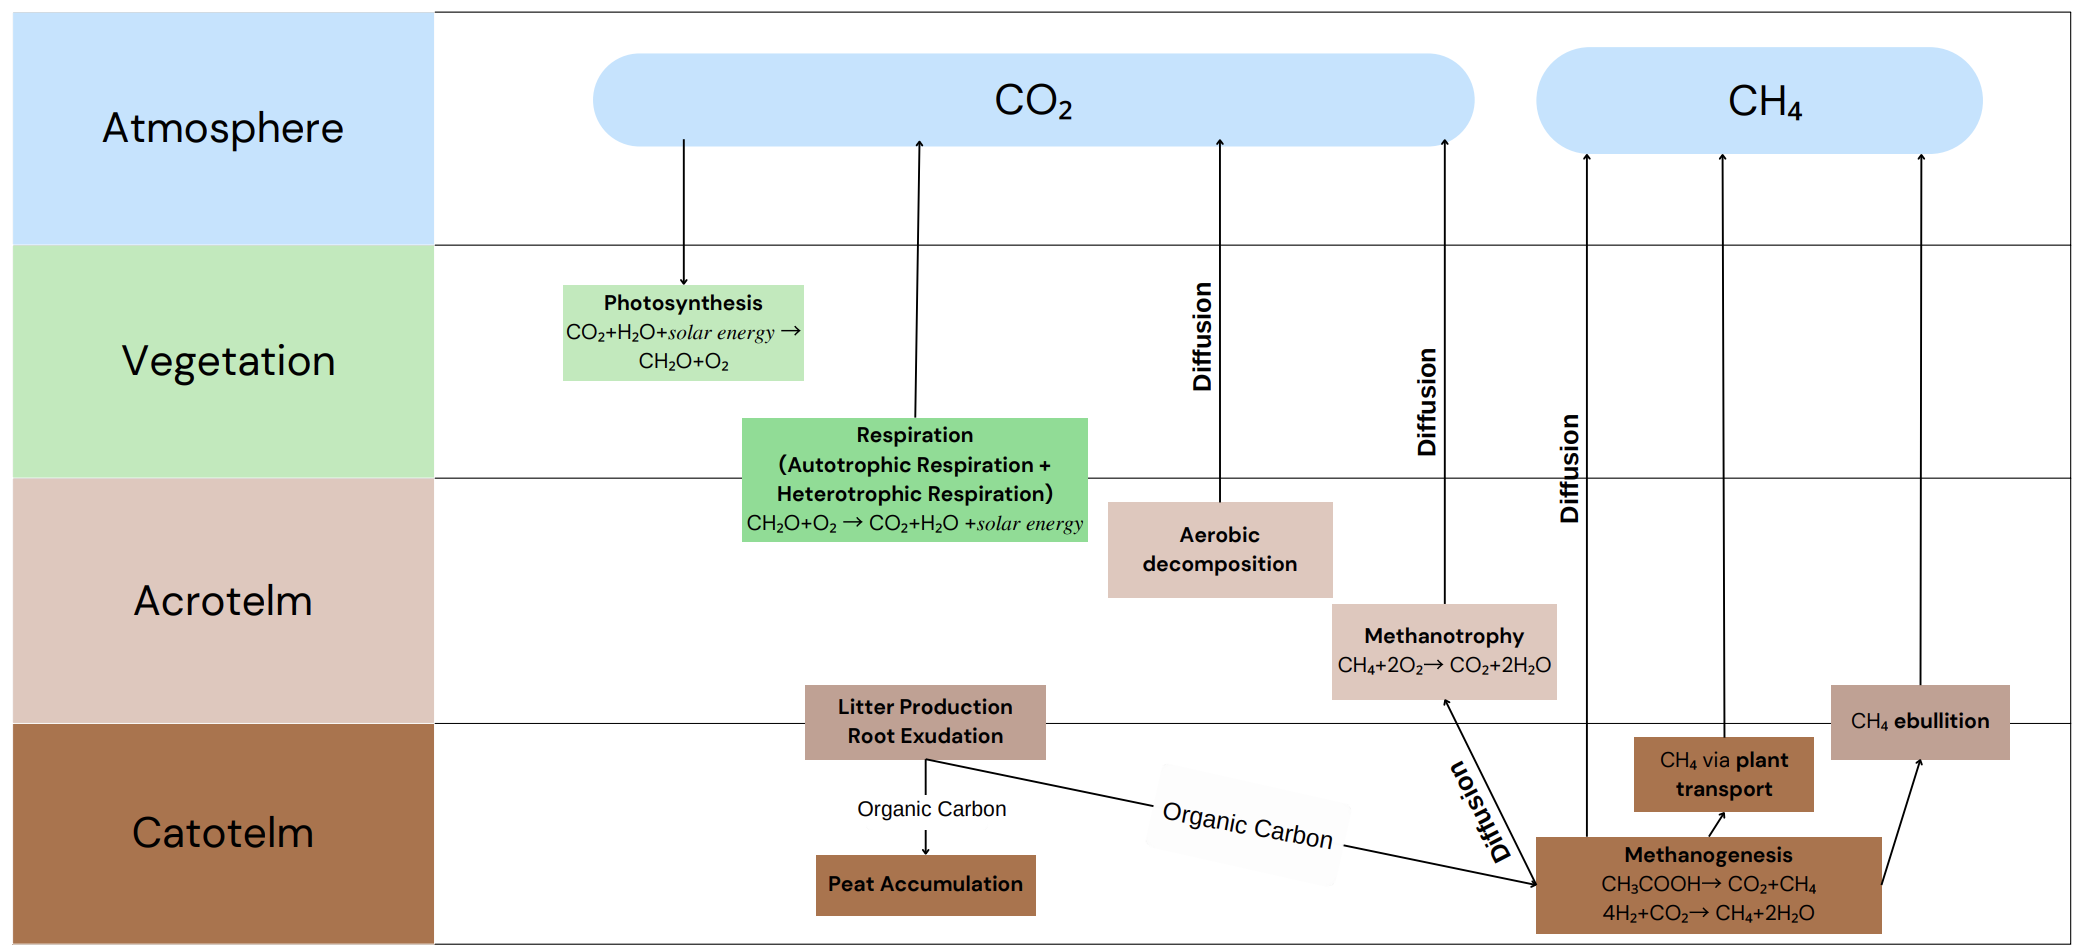 Atmosphere
CO₂
CH₄
Vegetation
Photosynthesis
CO₂+H₂O+solar energy →
CH₂O+O₂
Diffusion
Diffusion
Diffusion
Respiration
(Autotrophic Respiration +
Heterotrophic Respiration)
CH₂O+O₂ → CO₂+H₂O +solar energy
Acrotelm
Aerobic
decomposition
Methanotrophy
CH₄+2O₂→ CO₂+2H₂O
Litter Production
Root Exudation
CH₄ ebullition
Catotelm
Organic Carbon
Organic Carbon
Diffusion
CH₄ via plant
transport
Peat Accumulation
Methanogenesis
CH₃COOH→ CO₂+CH₄
4H₂+CO₂→ CH₄+2H₂O